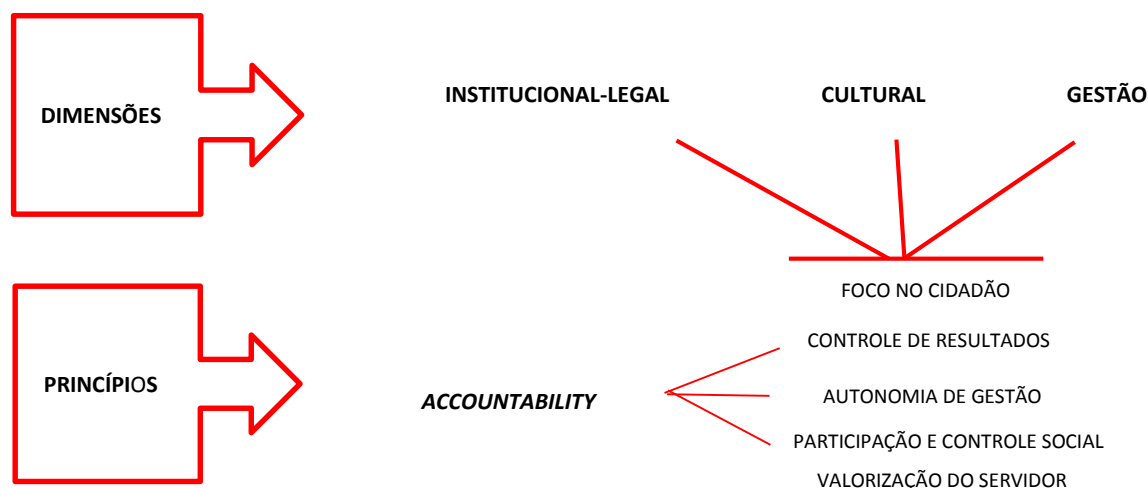 DIMENSÕES
INSTITUCIONAL-LEGAL CULTURAL GESTÃO
FOCO NO CIDADÃO
CONTROLE DE RESULTADOS
PRINCÍPIOS
ACCOUNTABILITY
AUTONOMIA DE GESTÃO
PARTICIPAÇÃO E CONTROLE SOCIAL
VALORIZAÇÃO DO SERVIDOR